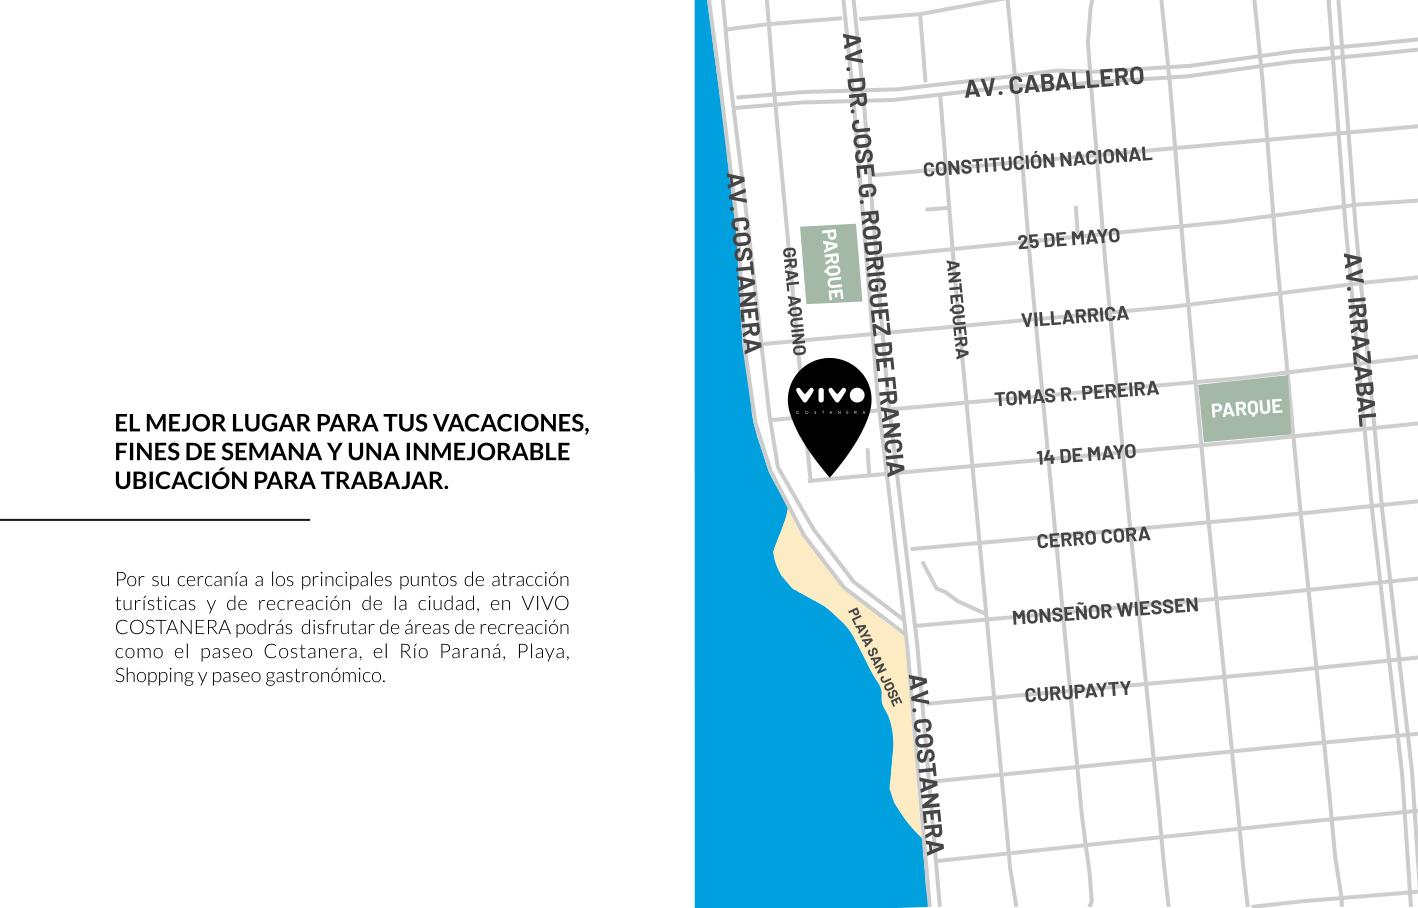 EL MEJOR LUGAR PARA TUS VACACIONES,
FINES DE SEMANA Y UNA INMEJORABLE
UBICACIÓN PARA TRABAJAR.
Por su cercanía a los principales puntos de atracción
turísticas y de recreación de la ciudad, en VIVO
COSTANERA podrás disfrutar de áreas de recreación
como el paseo Costanera, el Río Paraná, Playa,
Shopping y paseo gastronómico.
AV. DR. JOSE G. RODRIGUEZ DE FRANCIA
AV. CABALLERO
CONSTITUCIÓN NACIONAL
AV. COSTANERA
PARQUE
25 DE MAYO
GRAL AQUINO
ANTEQUERA
AV. IRRAZABAL
VILLARRICA
VIVO
COSTANERA
TOMAS R. PEREIRA
PARQUE
14 DE MAYO
CERRO CORA
MONSEÑOR WIESSEN
PLAYA SAN JOSE
CURUPAYTY
AV. COSTANERA